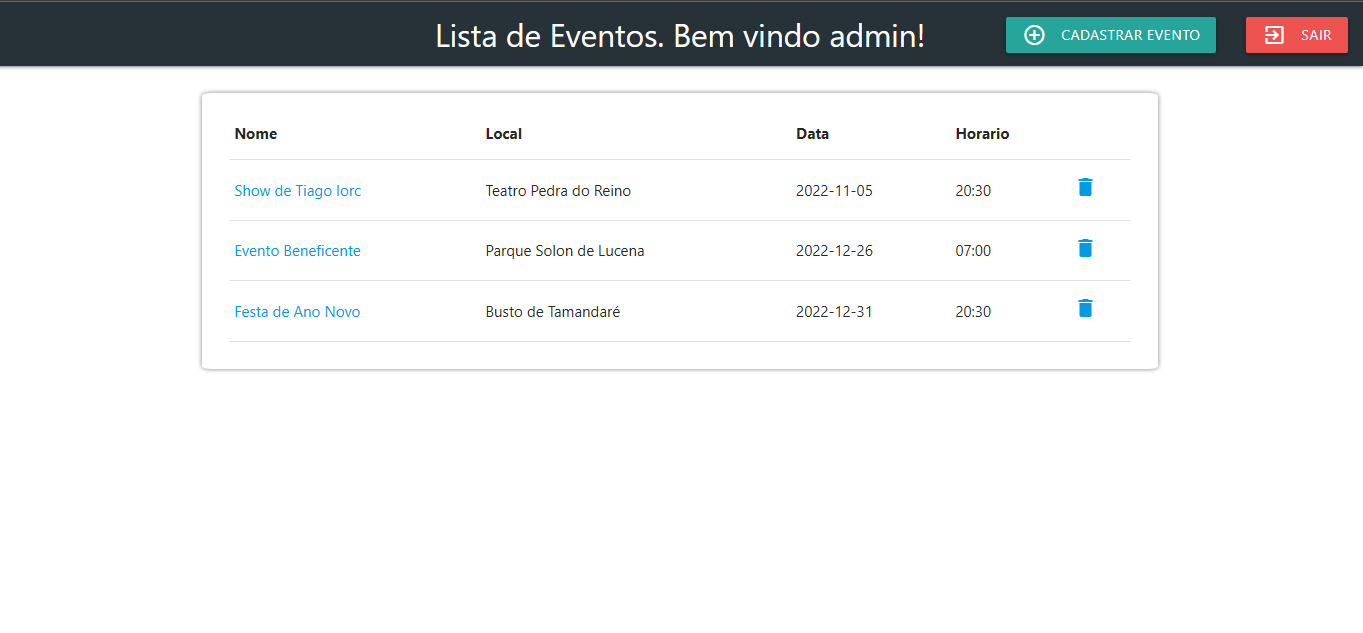 Lista de Eventos. Bem vindo admin!
CADASTRAR EVENTO
SAIR
Nome Local Data Horario
Show de Tiago Iorc Teatro Pedra do Reino 2022-11-05 20:30
Evento Beneficente Parque Solon de Lucena 2022-12-26 07:00
Festa de Ano Novo Busto de Tamandaré 2022-12-31 20:30